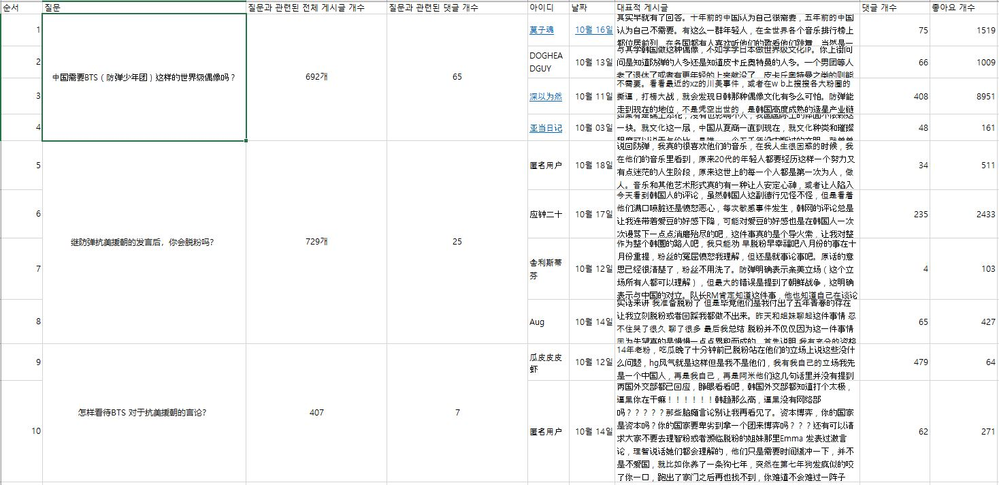 순서 질문 질문과 관련된 전체 게시글 개수 질문과 관련된 댓글 개수 아이디 날짜 대표적 게시글 댓글 개수 좋아요 개수
1
中国需要BTS（防弹少年团）这样的世界级偶像吗？
692개
65
莫子魂
10월 16일
其实早就有了回答。十年前的中国认为自己很需要，五年前的中国
认为自己不需要。有这么一群年轻人，在全世界各个音乐排行榜上
都位居前列，在各国都有人喜欢听他们的歌看他们跳舞，当然是一
75
1519
2
DOGHEA
DGUY
10월 13일
与其学韩国做这种偶像，不如学学日本做世界级文化IP。你上街问
问是知道防弹的人多还是知道皮卡丘奥特曼的人多。一个男团等人
老了退休了或者有更年轻的上来就没了，皮卡丘奥特曼之类的则能
66
1009
3
深以为然
10월 11일
不需要。看看最近的xz的川美事件，或者在w b上搜搜各大粉圈的
撕逼，打榜大战，就会发现日韩那种偶像文化有多么可怕。防弹能
走到现在的地位，不是凭空出世的，是韩国高度成熟的造星产业链
408
8951
4
亚当日记
10월 03일
如果有是锦上添花，没有也影响不大，我国国际上的体面不依赖这
一块。就文化这一层，中国从夏商一直到现在，就文化种类和璀璨
48
161
5
继防弹抗美援朝的发言后，你会脱粉吗？
729개
25
匿名用户
10월 18일
说回防弹，我真的很喜欢他们的音乐，在我人生很困惑的时候，我
在他们的音乐里看到，原来20代的年轻人都要经历这样一个努力又
有点迷茫的人生阶段，原来这世上的每一个人都是第一次为人，做
人。音乐和其他艺术形式真的有一种让人安定心神，或者让人陷入
34
511
6
应钟二十
10월 17일
今天看到韩国人的评论，虽然韩国人这副德行见怪不怪，但是看着
他们满口喷脏还是愤怒恶心，每次敏感事件发生，韩网的评论总是
让我连带着爱豆的好感下降，可能对爱豆的好感也是在韩国人一次
次谩骂下一点点消磨殆尽的吧，这件事真的是个导火索，让我对整
235
2433
7
舍利斯蒂
芬
10월 12일
作为整个韩圈的路人吧，我只能劝 早脱粉早幸福吧八月份的事在十
月份重提，粉丝的冤屈愤怒我理解，但还是就事论事吧。原话的意
思已经很清楚了，粉丝不用洗了。防弹明确表示亲美立场（这个立
场所有人都可以理解），但最大的错误是提到了朝鲜战争，这明确
表示与中国的对立。队长RM肯定知道这件事，他也知道自己在谈论
4
103
8
Aug
10월 14일
实话来讲 我准备脱粉了 但是毕竟他们是我付出了五年青春的存在
让我立刻脱粉或者回踩我都做不出来。昨天和姐妹聊起这件事情 忍
不住哭了很久 聊了很多 最后我总结 脱粉并不仅仅因为这一件事情
因为失望真的是慢慢一点点累积而成的。首先说明 我有充分的资格
65
427
9
怎样看待BTS 对于抗美援朝的言论？
407
7
瓜皮皮皮
虾
10월 12일
14年老粉，吃瓜晚了十分钟前已脱粉站在他们的立场上说这些没什
么问题，hg风气就是这样但是我不是他们，我有我自己的立场我先
是一个中国人，再是我自己，再是阿米他们这几句话里并没有提到
479
64
10
匿名用户
10월 14일
两国外交部都已回应，睁眼看看吧，韩国外交部都知道打个太极，
逼黑你在干嘛！！！！！！韩趋那么高，逼黑没有网络部
吗？？？？？那些脑瘫言论别让我再看见了。资本博弈，你的国家
是资本吗？你的国家要卑劣到拿一个团来博弈吗？？？还有可以请
求大家不要去理智粉或者濒临脱粉的姐妹那里Emma 发表过激言
论，理智说话她们都会理解的，他们只是需要时间缓冲一下，并不
是不爱国，就比如你养了一条狗七年，突然在第七年狗发疯似的咬
了你一口，跑出了家门之后再也找不到，你难道不会难过一阵子
62
271